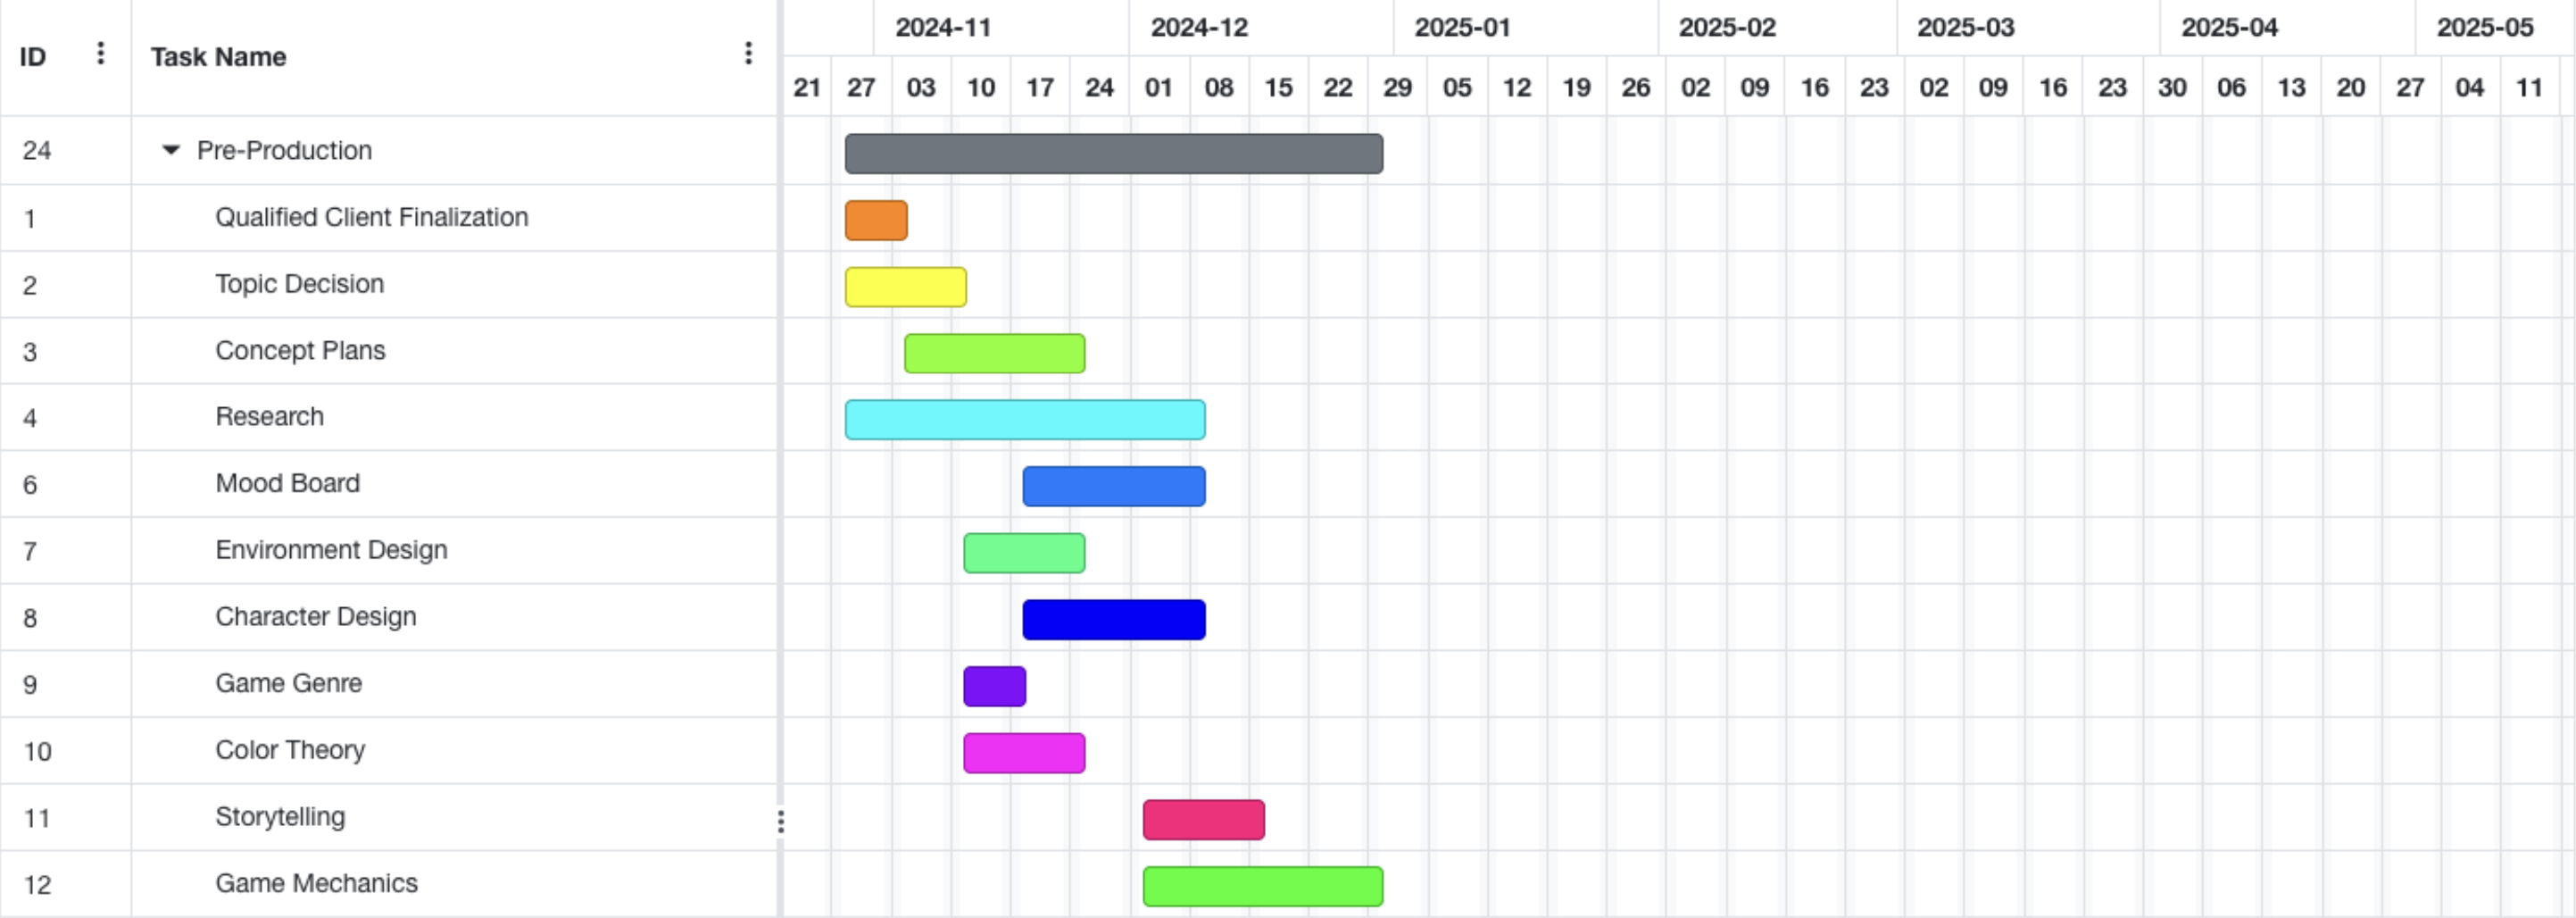 ID Task Name
2024-11 2024-12 2025-01 2025-02 2025-03 2025-04 2025-05
21 27 03 10 17 24 01 08 15 22 29 05 12 19 26 02 09 16 23 02 09 16 23 30 06 13 20 27 04 11
24 Pre-Production
1 Qualified Client Finalization
2 Topic Decision
3 Concept Plans
4 Research
6 Mood Board
7 Environment Design
8 Character Design
9 Game Genre
10 Color Theory
11 Storytelling
12 Game Mechanics